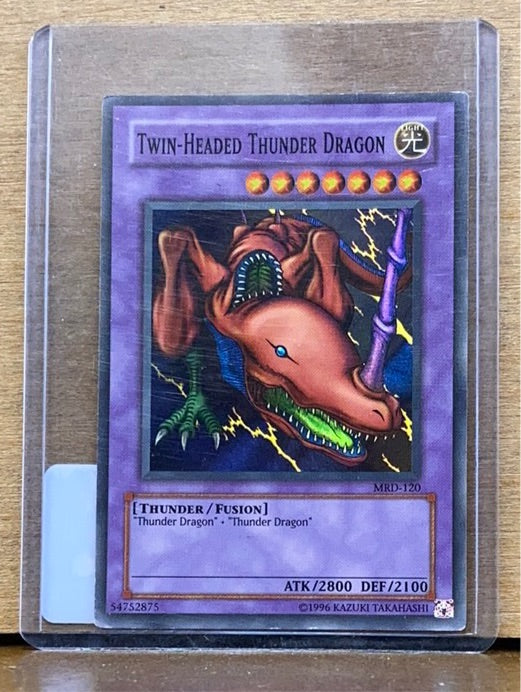 TWIN-HEADED THUNDER DRAGON
LIGHT
光
MRD-120
[THUNDER / FUSION]
"Thunder Dragon" • "Thunder Dragon"
ATK/2800 DEF/2100
54752875
©1996 KAZUKI TAKAHASHI